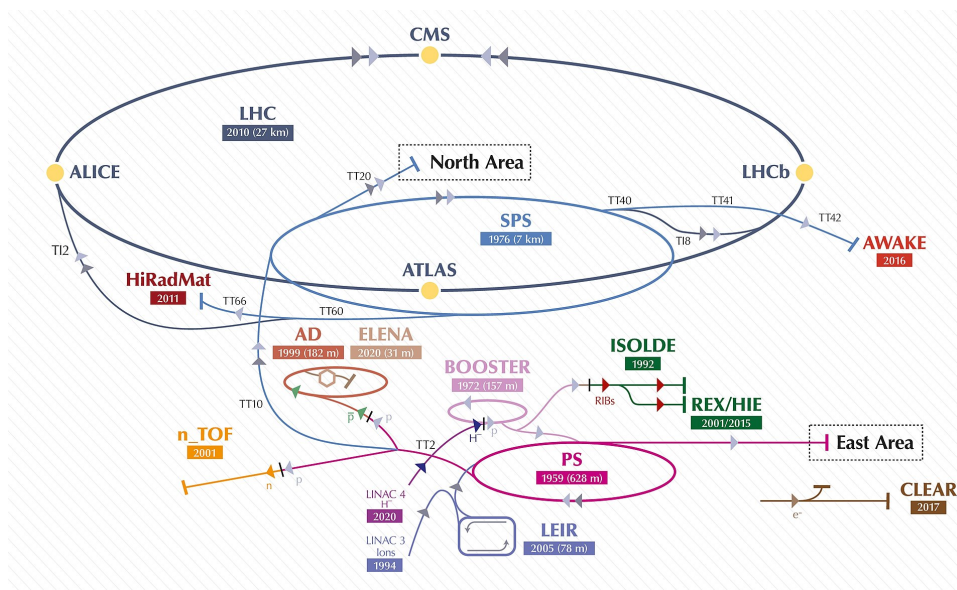 CMS
LHC
2010 (27 km)
ALICE
North Area
LHCb
TT20
TT40
TT41
TT42
SPS
1976 (7 km)
TI8
AWAKE
2016
TI2
HiRadMat
2011
ATLAS
TT66
TT60
AD
1999 (182 m)
ELENA
2020 (31 m)
ISOLDE
1992
BOOSTER
1972 (157 m)
RIBs
REX/HIE
2001/2015
TT10
p̅
p
H⁻
p
TT2
n_TOF
2001
East Area
n
p
PS
1959 (628 m)
LINAC 4
H⁻
2020
CLEAR
2017
e⁻
LINAC 3
Ions
1994
LEIR
2005 (78 m)